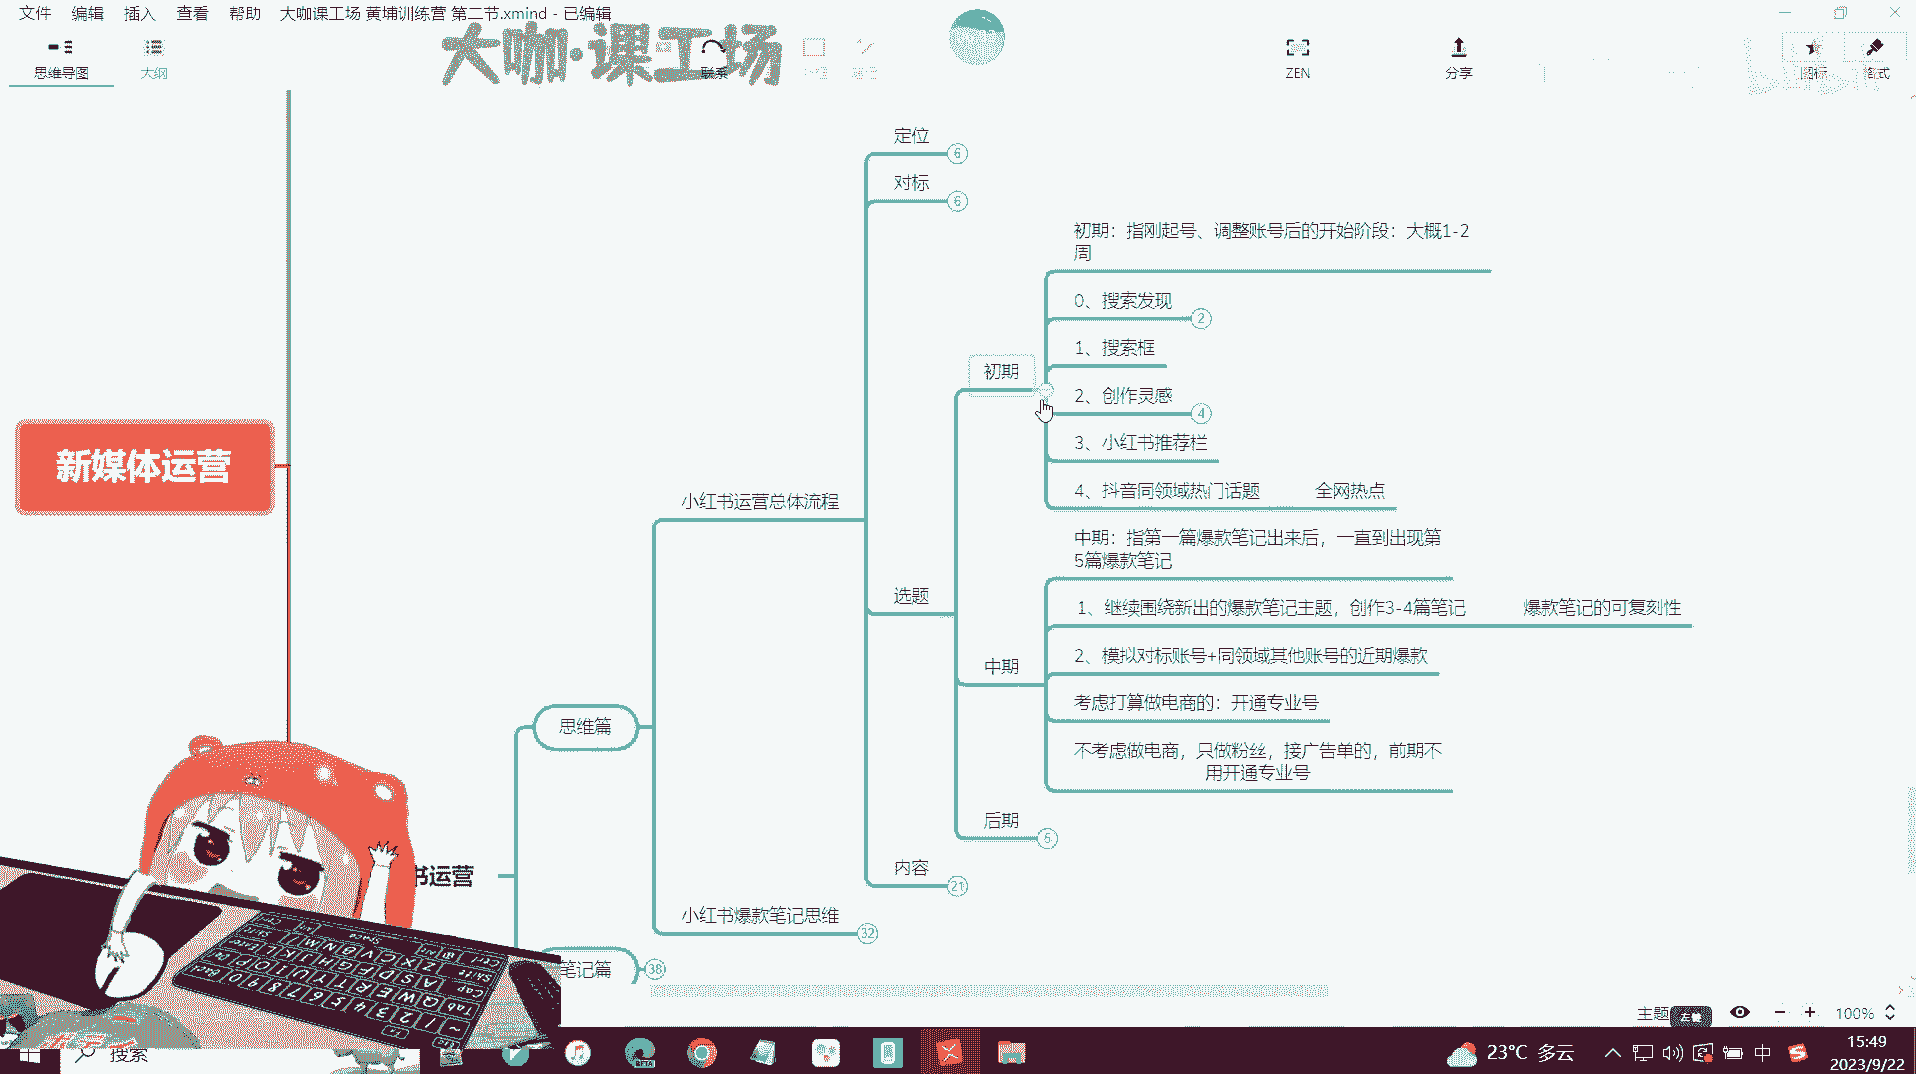 文件 编辑 插入 查看 帮助 大咖课工场 黄埔训练营 第二节.xmind - 已编辑
思维导图
大纲
大咖·课工场
联系
ZEN
分享
图标
格式
定位
6
对标
6
初期：指刚起号、调整账号后的开始阶段：大概1-2
周
0、搜索发现
2
1、搜索框
初期
2、创作灵感
4
3、小红书推荐栏
4、抖音同领域热门话题 全网热点
新媒体运营
小红书运营总体流程
中期：指第一篇爆款笔记出来后，一直到出现第
5篇爆款笔记
选题
1、继续围绕新出的爆款笔记主题，创作3-4篇笔记 爆款笔记的可复刻性
中期
2、模拟对标账号+同领域其他账号的近期爆款
考虑打算做电商的：开通专业号
思维篇
不考虑做电商，只做粉丝，接广告单的，前期不
用开通专业号
后期
内容
21
书运营
小红书爆款笔记思维
32
笔记篇
38
主题
左键
100%
搜索
23°C 多云
中
15:49
2023/9/22